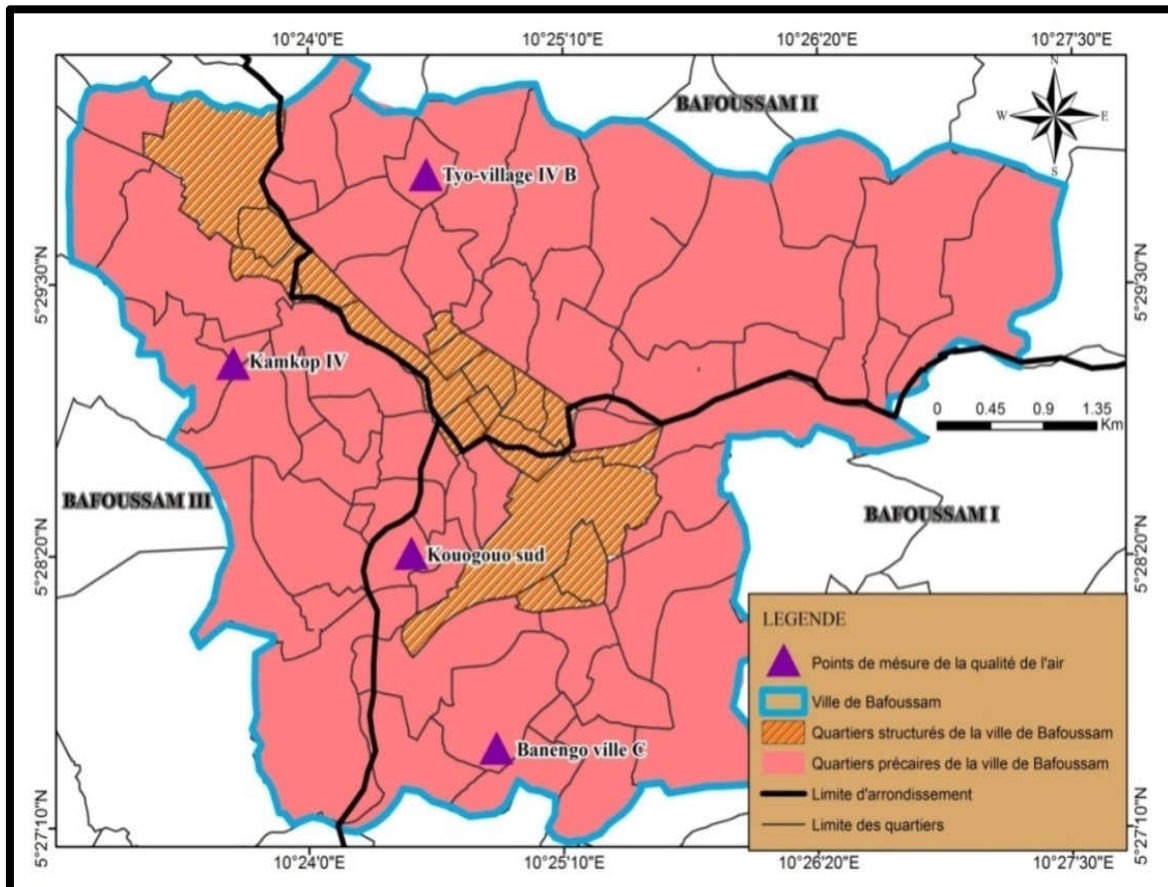 10°24'0"E 10°25'10"E 10°26'20"E 10°27'30"E
N
W E
S
BAFOUSSAM II
Tyo-village IV B
5°29'30"N 5°29'30"N
Kamkop IV
0 0.45 0.9 1.35
Km
BAFOUSSAM III
BAFOUSSAM I
Kouogouo sud
5°28'20"N 5°28'20"N
LEGENDE
Points de mésure de la qualité de l'air
Ville de Bafoussam
Quartiers structurés de la ville de Bafoussam
Quartiers précaires de la ville de Bafoussam
Limite d'arrondissement
Limite des quartiers
Banengo ville C
5°27'10"N 5°27'10"N
10°24'0"E 10°25'10"E 10°26'20"E 10°27'30"E